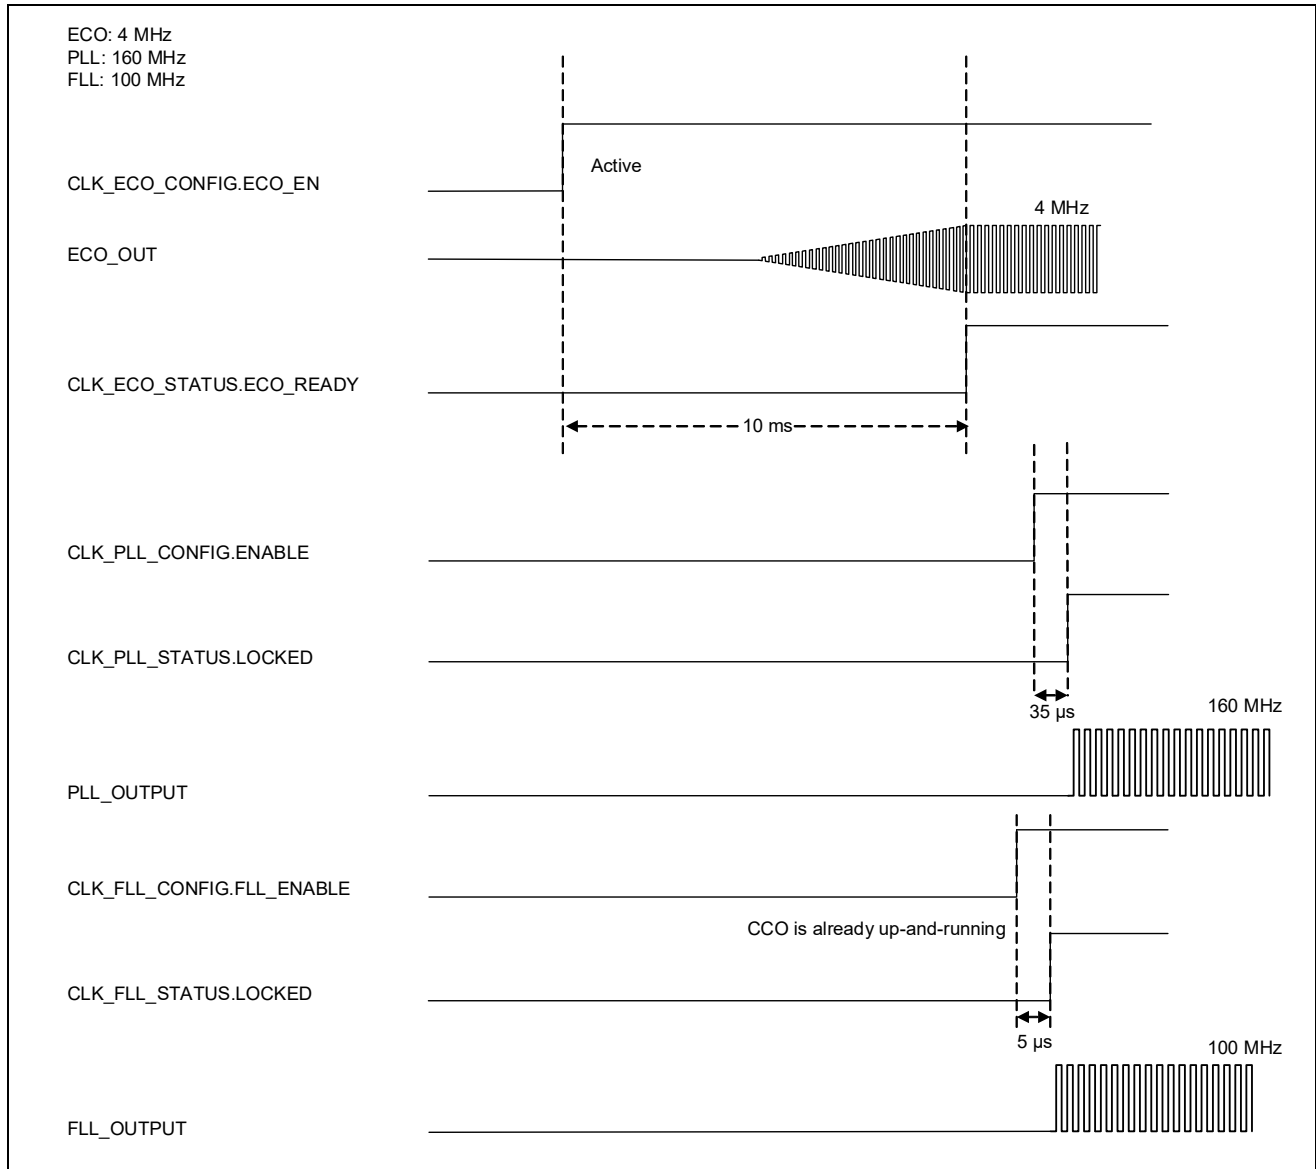 ECO: 4 MHz
PLL: 160 MHz
FLL: 100 MHz
Active
CLK_ECO_CONFIG.ECO_EN
4 MHz
ECO_OUT
CLK_ECO_STATUS.ECO_READY
10 ms
CLK_PLL_CONFIG.ENABLE
CLK_PLL_STATUS.LOCKED
35 µs
160 MHz
PLL_OUTPUT
CLK_FLL_CONFIG.FLL_ENABLE
CCO is already up-and-running
CLK_FLL_STATUS.LOCKED
5 µs
100 MHz
FLL_OUTPUT